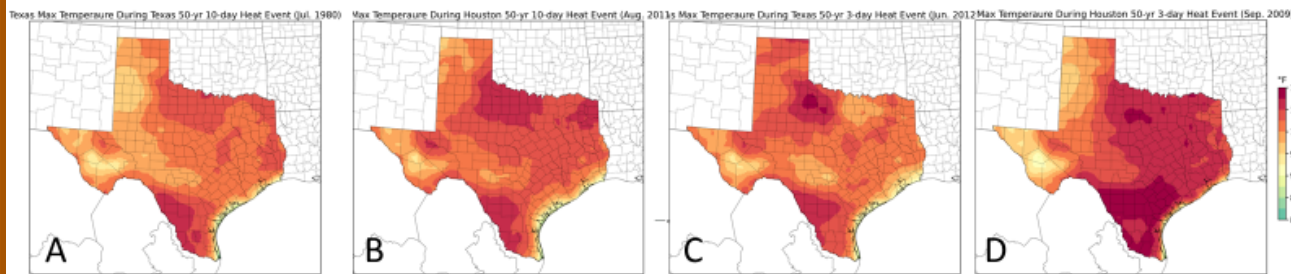 Texas Max Temperaure During Texas 50-yr 10-day Heat Event (Jul. 1980)
Max Temperaure During Houston 50-yr 10-day Heat Event (Aug. 2011
s Max Temperaure During Texas 50-yr 3-day Heat Event (Jun. 2012
Max Temperaure During Houston 50-yr 3-day Heat Event (Sep. 2009
°F
A
B
C
D